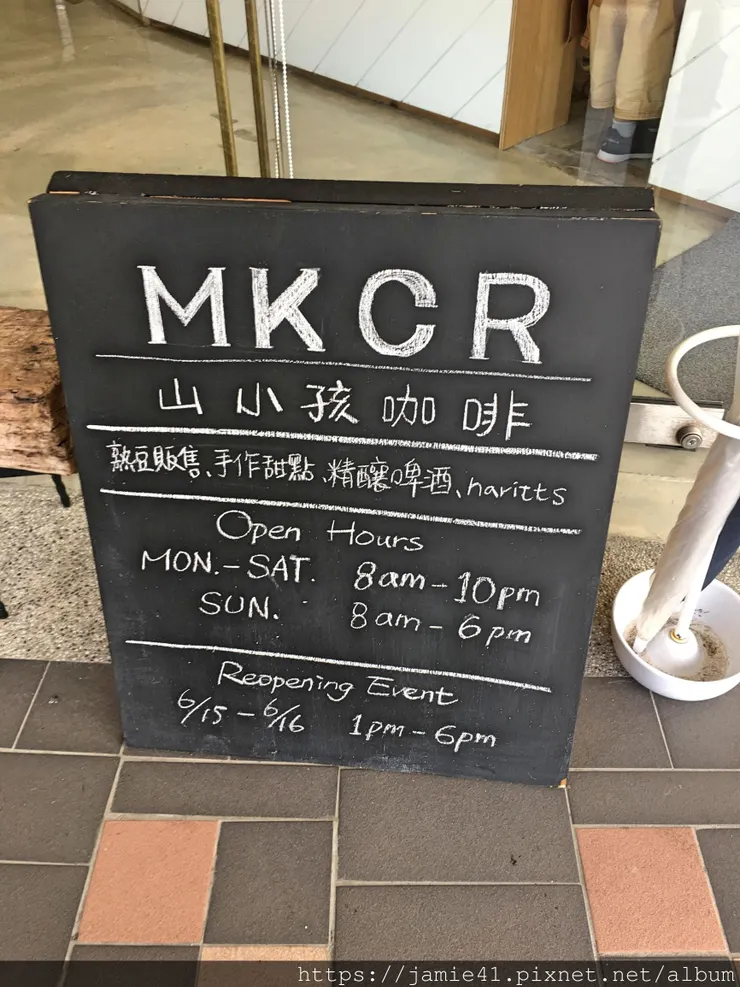 MKCR
山小孩咖啡
熟豆販售、手作甜點、精釀啤酒、haritts
Open Hours
MON.-SAT. 8am-10pm
SUN. 8am-6pm
Reopening Event
6/15-6/16 1pm-6pm
https://jamie41.pixnet.net/album